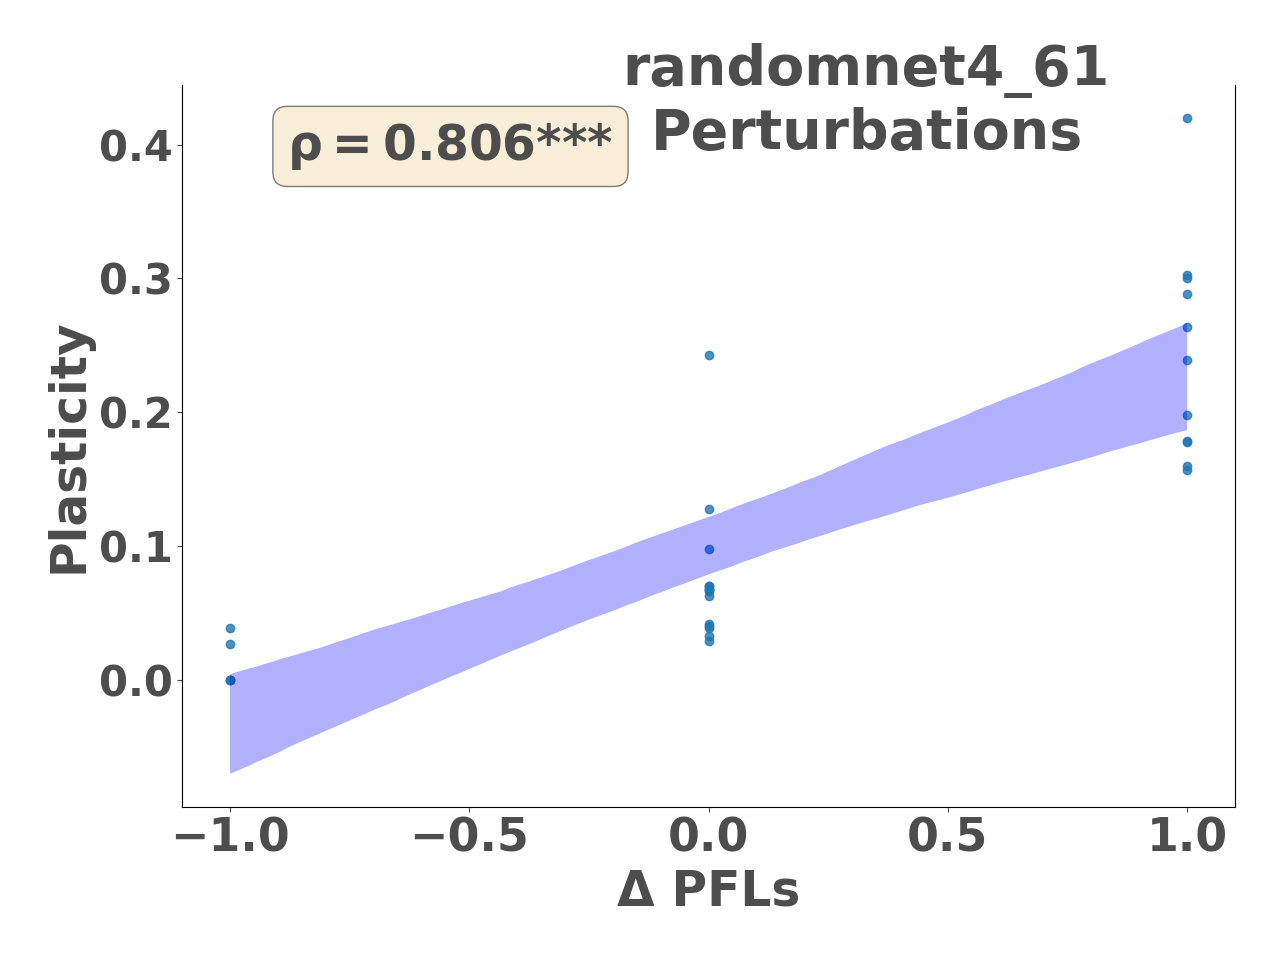 randomnet4_61
Perturbations
ρ = 0.806***
Plasticity
0.4
0.3
0.2
0.1
0.0
−1.0 −0.5 0.0 0.5 1.0
Δ PFLs